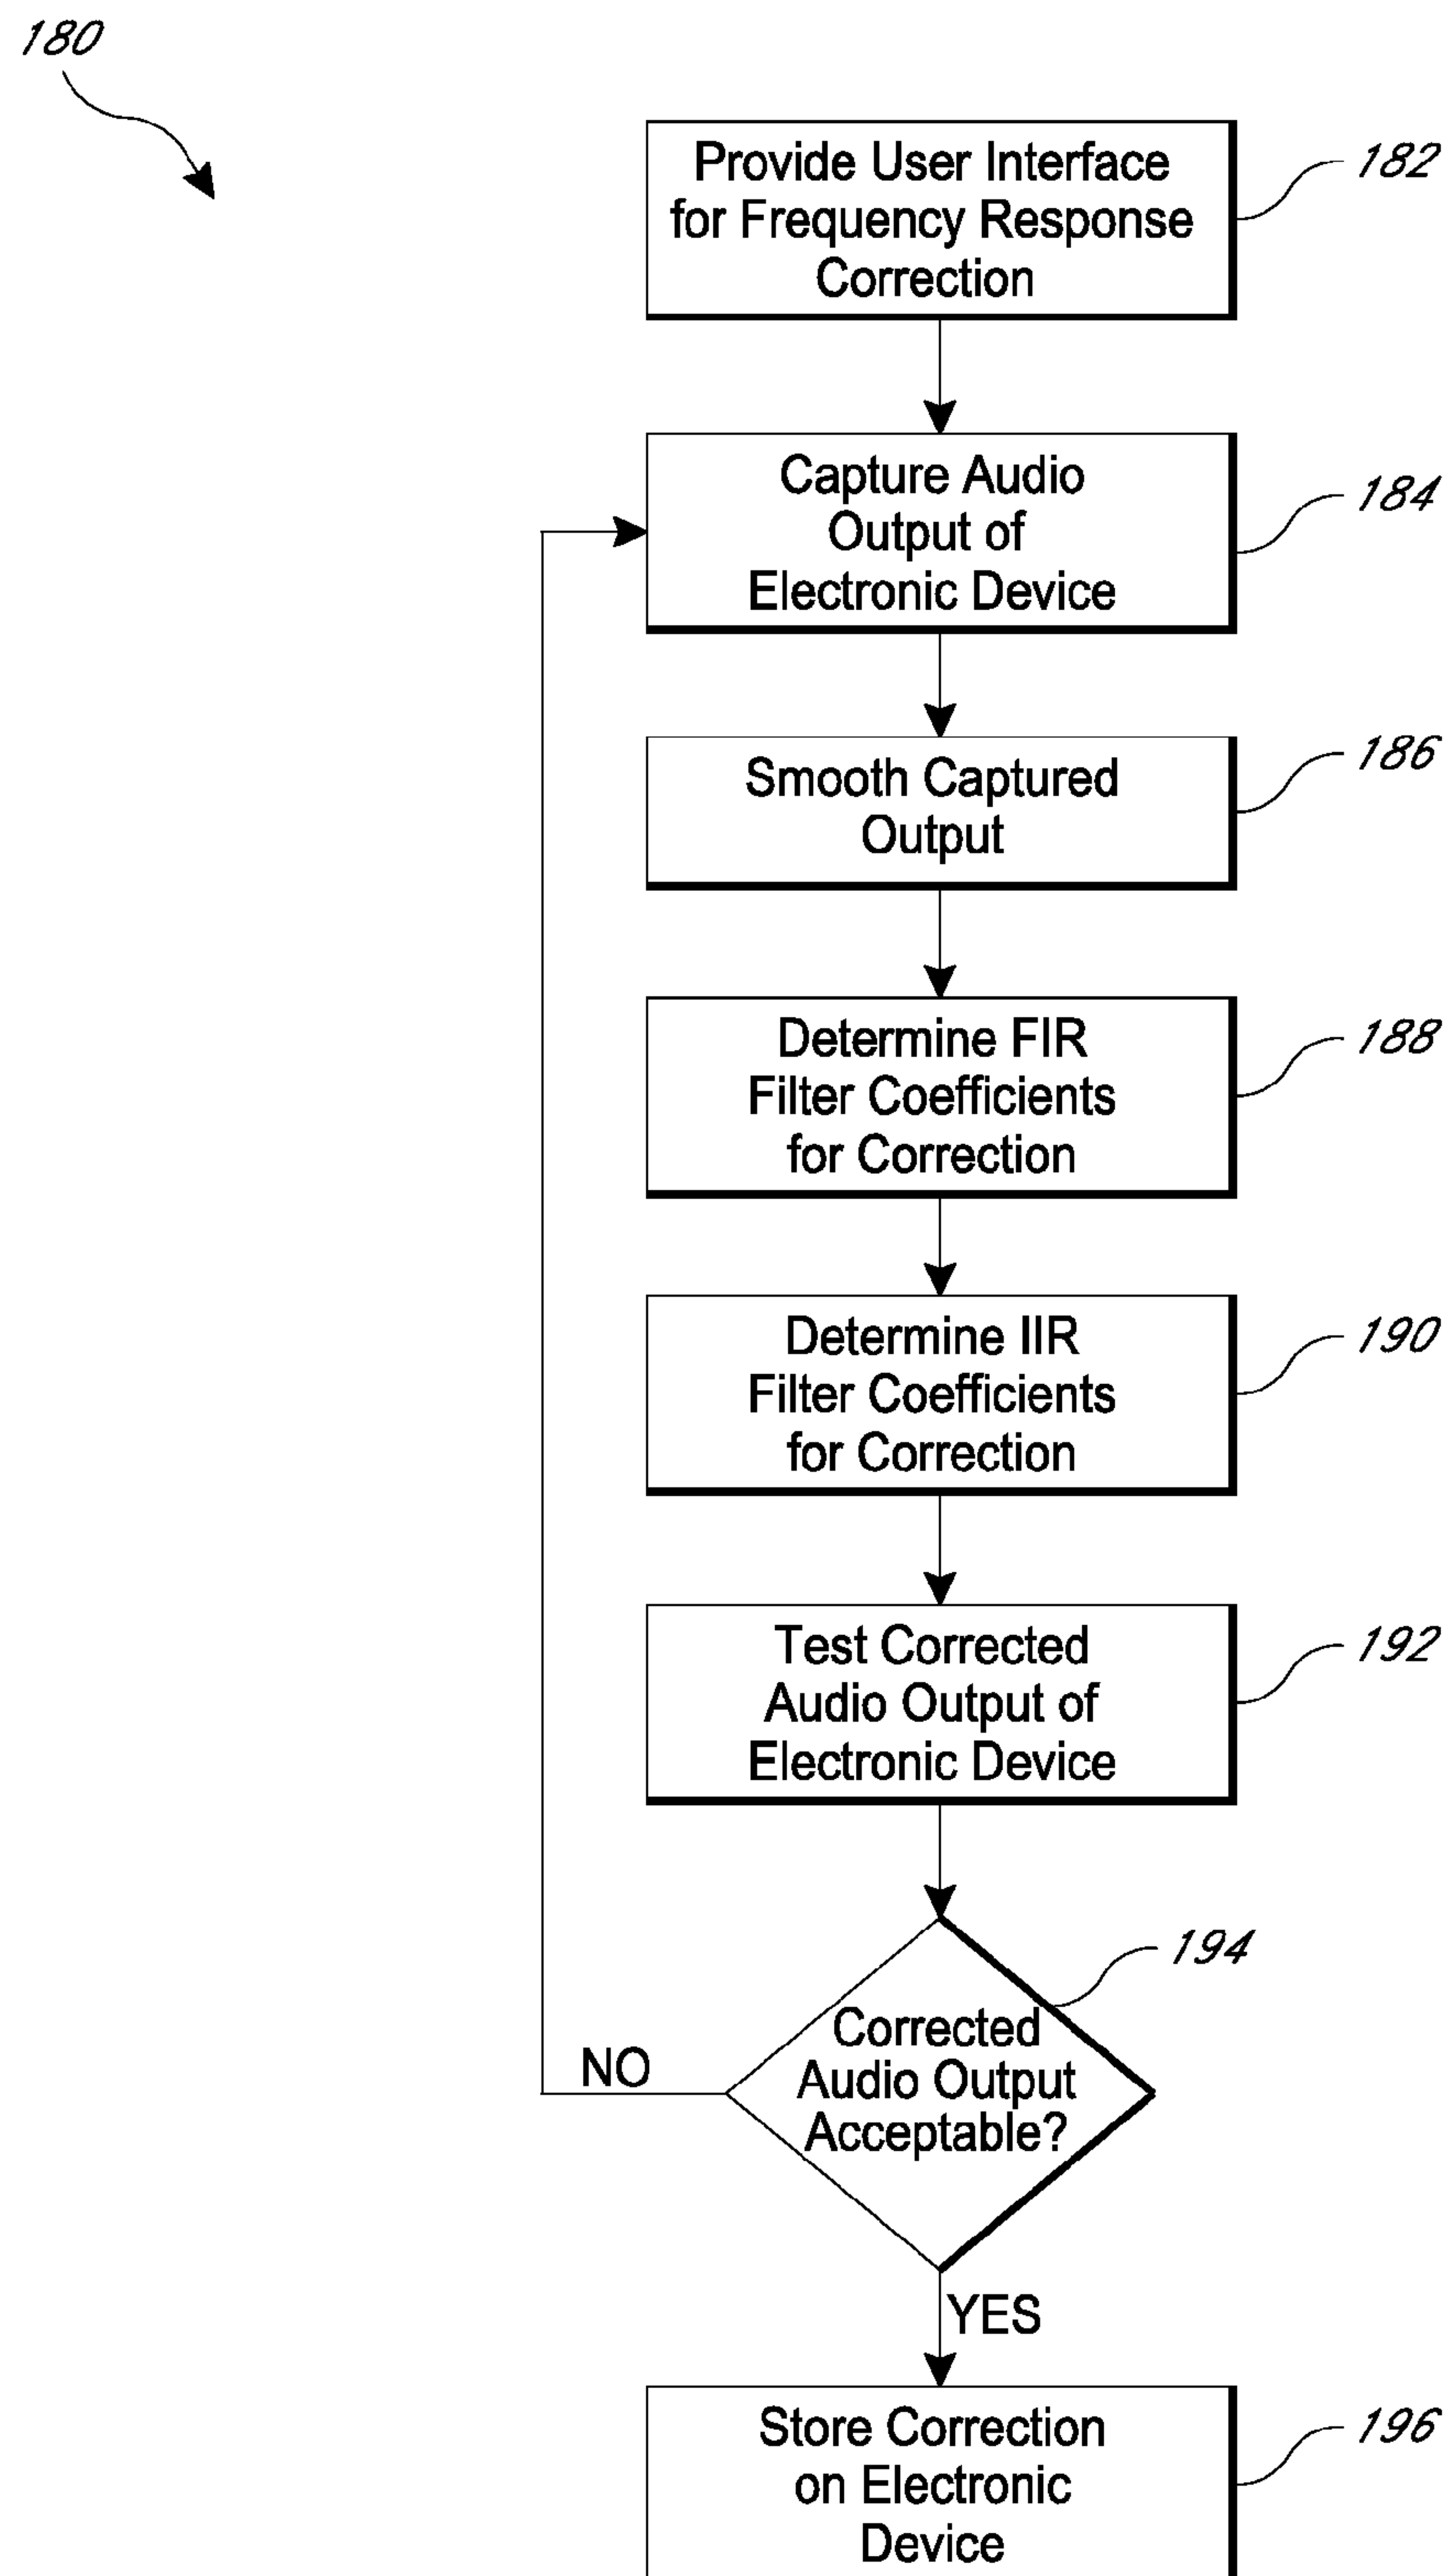 180
Provide User Interface
for Frequency Response
Correction
182
Capture Audio
Output of
Electronic Device
184
Smooth Captured
Output
186
Determine FIR
Filter Coefficients
for Correction
188
Determine IIR
Filter Coefficients
for Correction
190
Test Corrected
Audio Output of
Electronic Device
192
194
Corrected
Audio Output
Acceptable?
NO
YES
Store Correction
on Electronic
Device
196